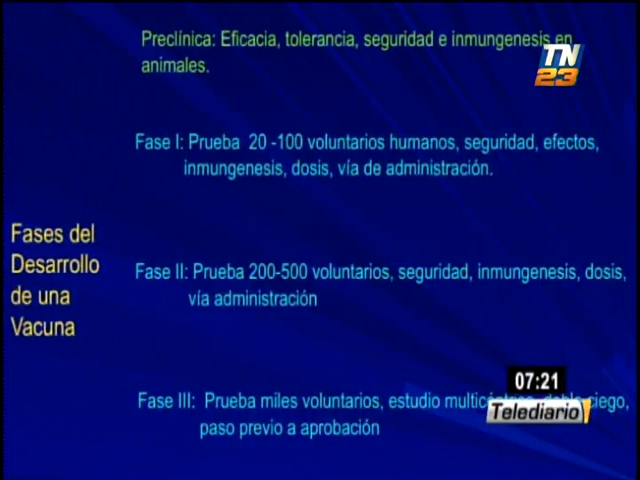 Preclínica: Eficacia, tolerancia, seguridad e inmungenesis en
animales.
TN
23
Fase I: Prueba 20 -100 voluntarios humanos, seguridad, efectos,
inmungenesis, dosis, vía de administración.
Fases del
Desarrollo
de una
Vacuna
Fase II: Prueba 200-500 voluntarios, seguridad, inmungenesis, dosis,
vía administración
07:21
Telediario
Fase III: Prueba miles voluntarios, estudio ciego,
paso previo a aprobación